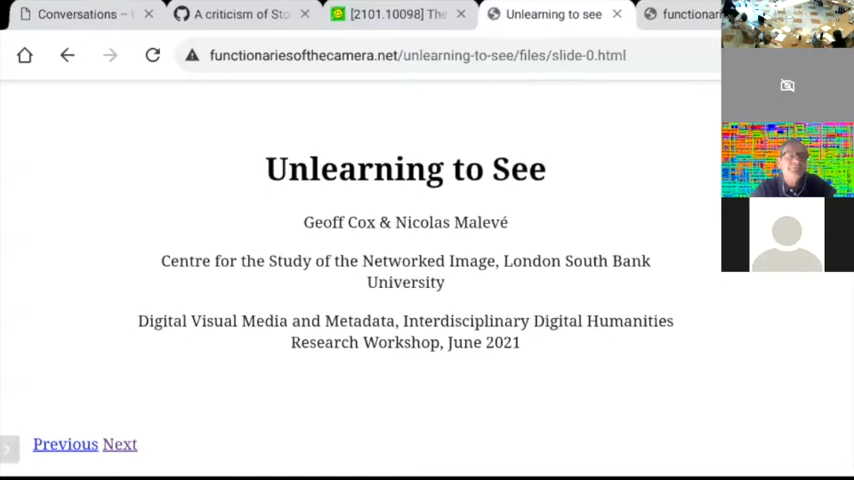 Conversations –
A criticism of Sto
[2101.10098] The
Unlearning to see
functionar
functionariesofthecamera.net/unlearning-to-see/files/slide-0.html
Unlearning to See
Geoff Cox & Nicolas Malevé
Centre for the Study of the Networked Image, London South Bank
University
Digital Visual Media and Metadata, Interdisciplinary Digital Humanities
Research Workshop, June 2021
Previous Next